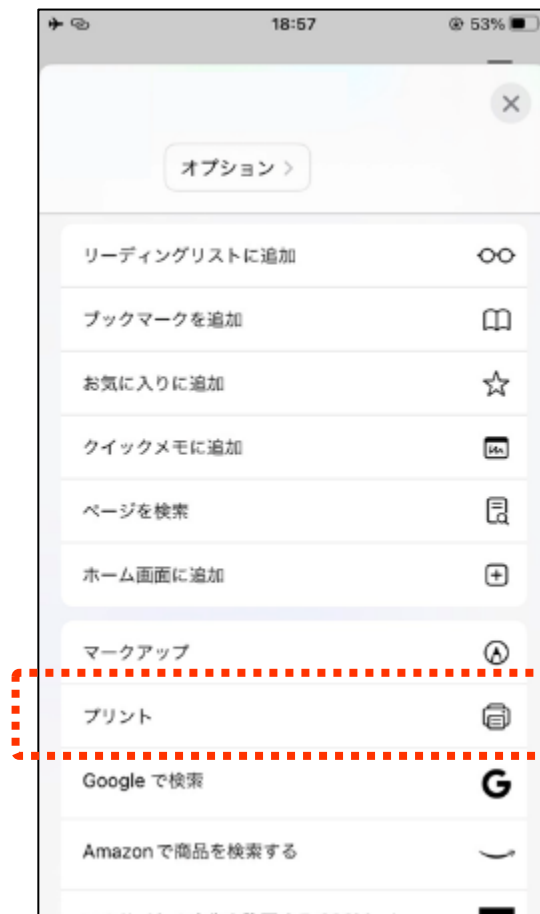 18:57
53%
オプション
リーディングリストに追加
ブックマークを追加
お気に入りに追加
クイックメモに追加
ページを検索
ホーム画面に追加
マークアップ
プリント
Google で検索
Amazon で商品を検索する